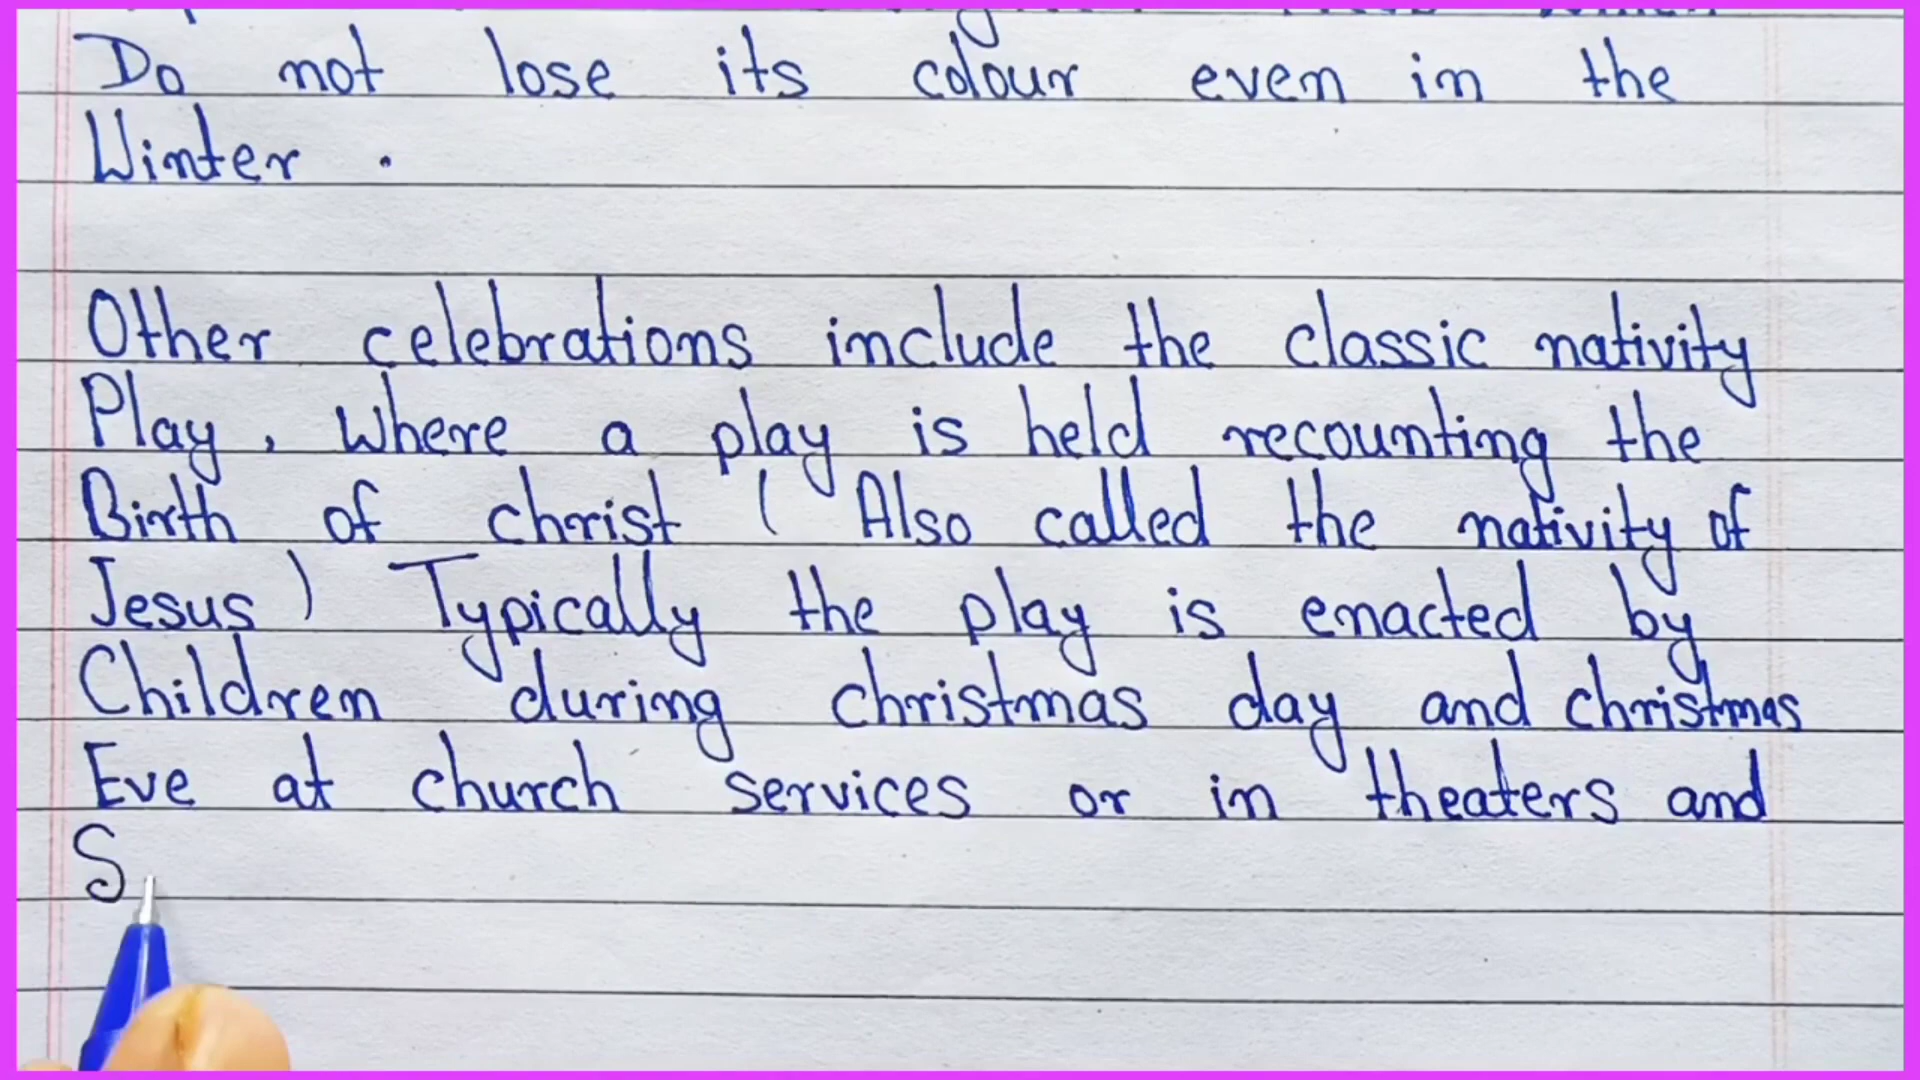 Do not lose its colour even in the
Winter .
Other celebrations include the classic nativity
Play , Where a play is held recounting the
Birth of christ ( Also called the nativity of
Jesus ) Typically the play is enacted by
Children during christmas day and christmas
Eve at church services or in theaters and
S